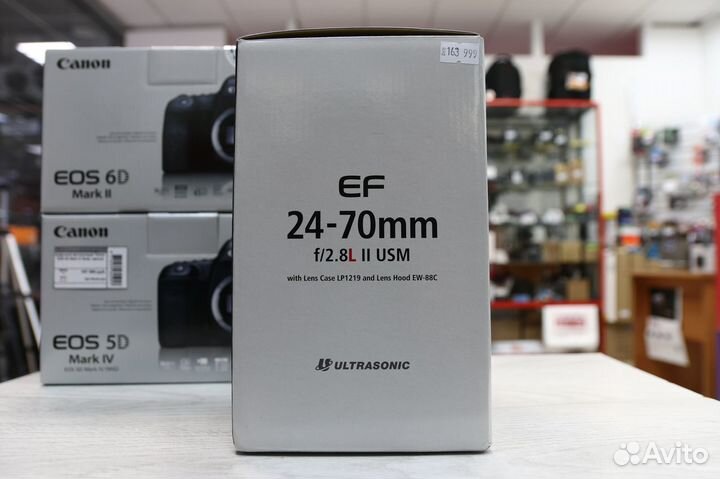 163 999
Canon
EOS 6D
Mark II
Canon
EOS 5D
Mark IV
EF
24-70mm
f/2.8L II USM
with Lens Case LP1219 and Lens Hood EW-88C
ULTRASONIC
Avito